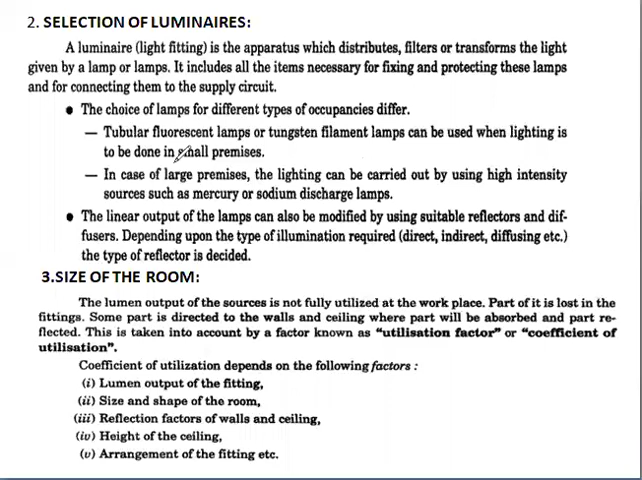 2. SELECTION OF LUMINAIRES:
A luminaire (light fitting) is the apparatus which distributes, filters or transforms the light
given by a lamp or lamps. It includes all the items necessary for fixing and protecting these lamps
and for connecting them to the supply circuit.
● The choice of lamps for different types of occupancies differ.
— Tubular fluorescent lamps or tungsten filament lamps can be used when lighting is
to be done in small premises.
— In case of large premises, the lighting can be carried out by using high intensity
sources such as mercury or sodium discharge lamps.
● The linear output of the lamps can also be modified by using suitable reflectors and dif-
fusers. Depending upon the type of illumination required (direct, indirect, diffusing etc.)
the type of reflector is decided.
3.SIZE OF THE ROOM:
The lumen output of the sources is not fully utilized at the work place. Part of it is lost in the
fittings. Some part is directed to the walls and ceiling where part will be absorbed and part re-
flected. This is taken into account by a factor known as “utilisation factor” or “coefficient of
utilisation”.
Coefficient of utilization depends on the following factors :
(i) Lumen output of the fitting,
(ii) Size and shape of the room,
(iii) Reflection factors of walls and ceiling,
(iv) Height of the ceiling,
(v) Arrangement of the fitting etc.